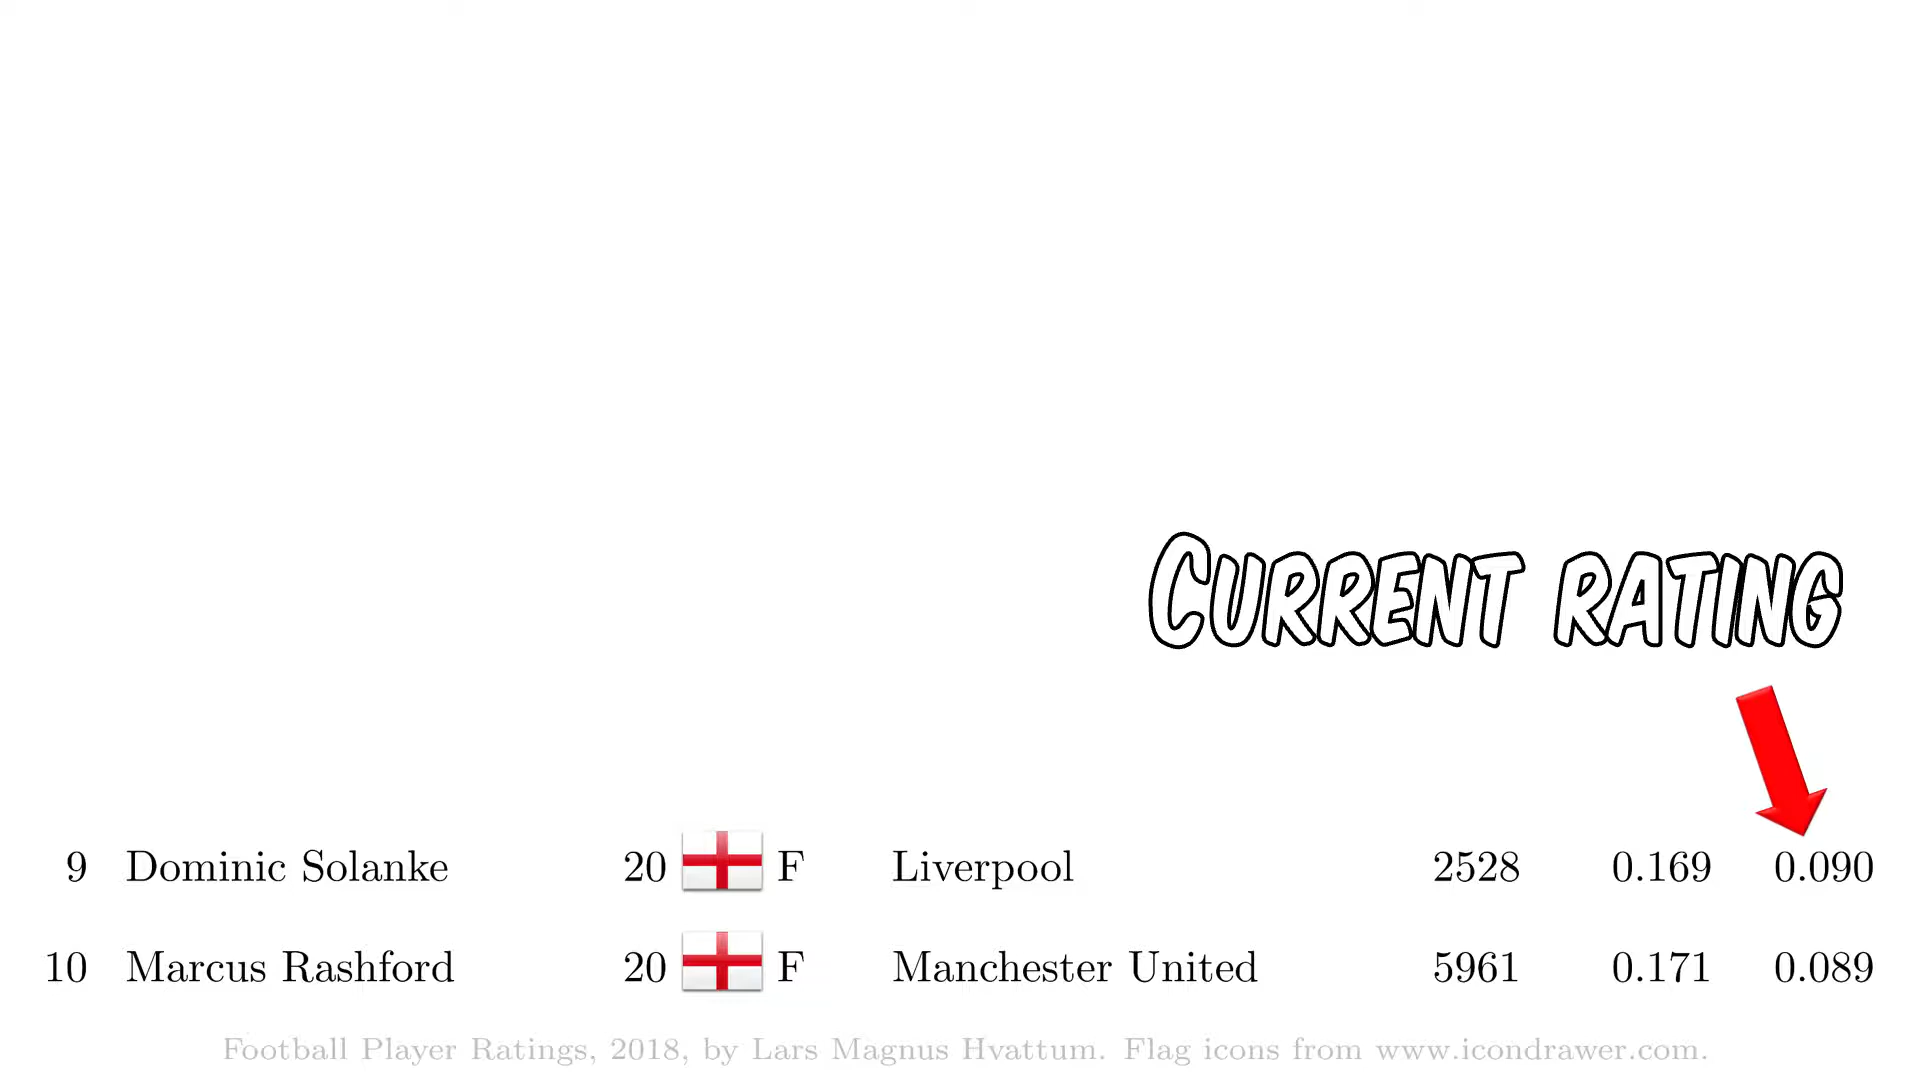 CURRENT RATING
9 Dominic Solanke 20 F Liverpool 2528 0.169 0.090
10 Marcus Rashford 20 F Manchester United 5961 0.171 0.089
Football Player Ratings, 2018, by Lars Magnus Hvattum. Flag icons from www.icondrawer.com.